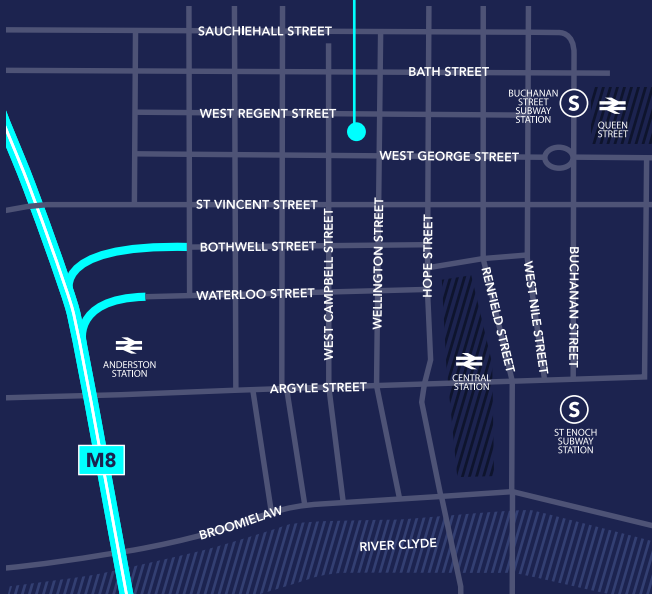 SAUCHIEHALL STREET
BATH STREET
BUCHANAN
STREET
SUBWAY
STATION
S
QUEEN
STREET
WEST REGENT STREET
WEST GEORGE STREET
ST VINCENT STREET
BOTHWELL STREET
WATERLOO STREET
WEST CAMPBELL STREET
WELLINGTON STREET
HOPE STREET
RENFIELD STREET
WEST NILE STREET
BUCHANAN STREET
ANDERSTON
STATION
CENTRAL
STATION
ARGYLE STREET
S
ST ENOCH
SUBWAY
STATION
M8
BROOMIELAW
RIVER CLYDE